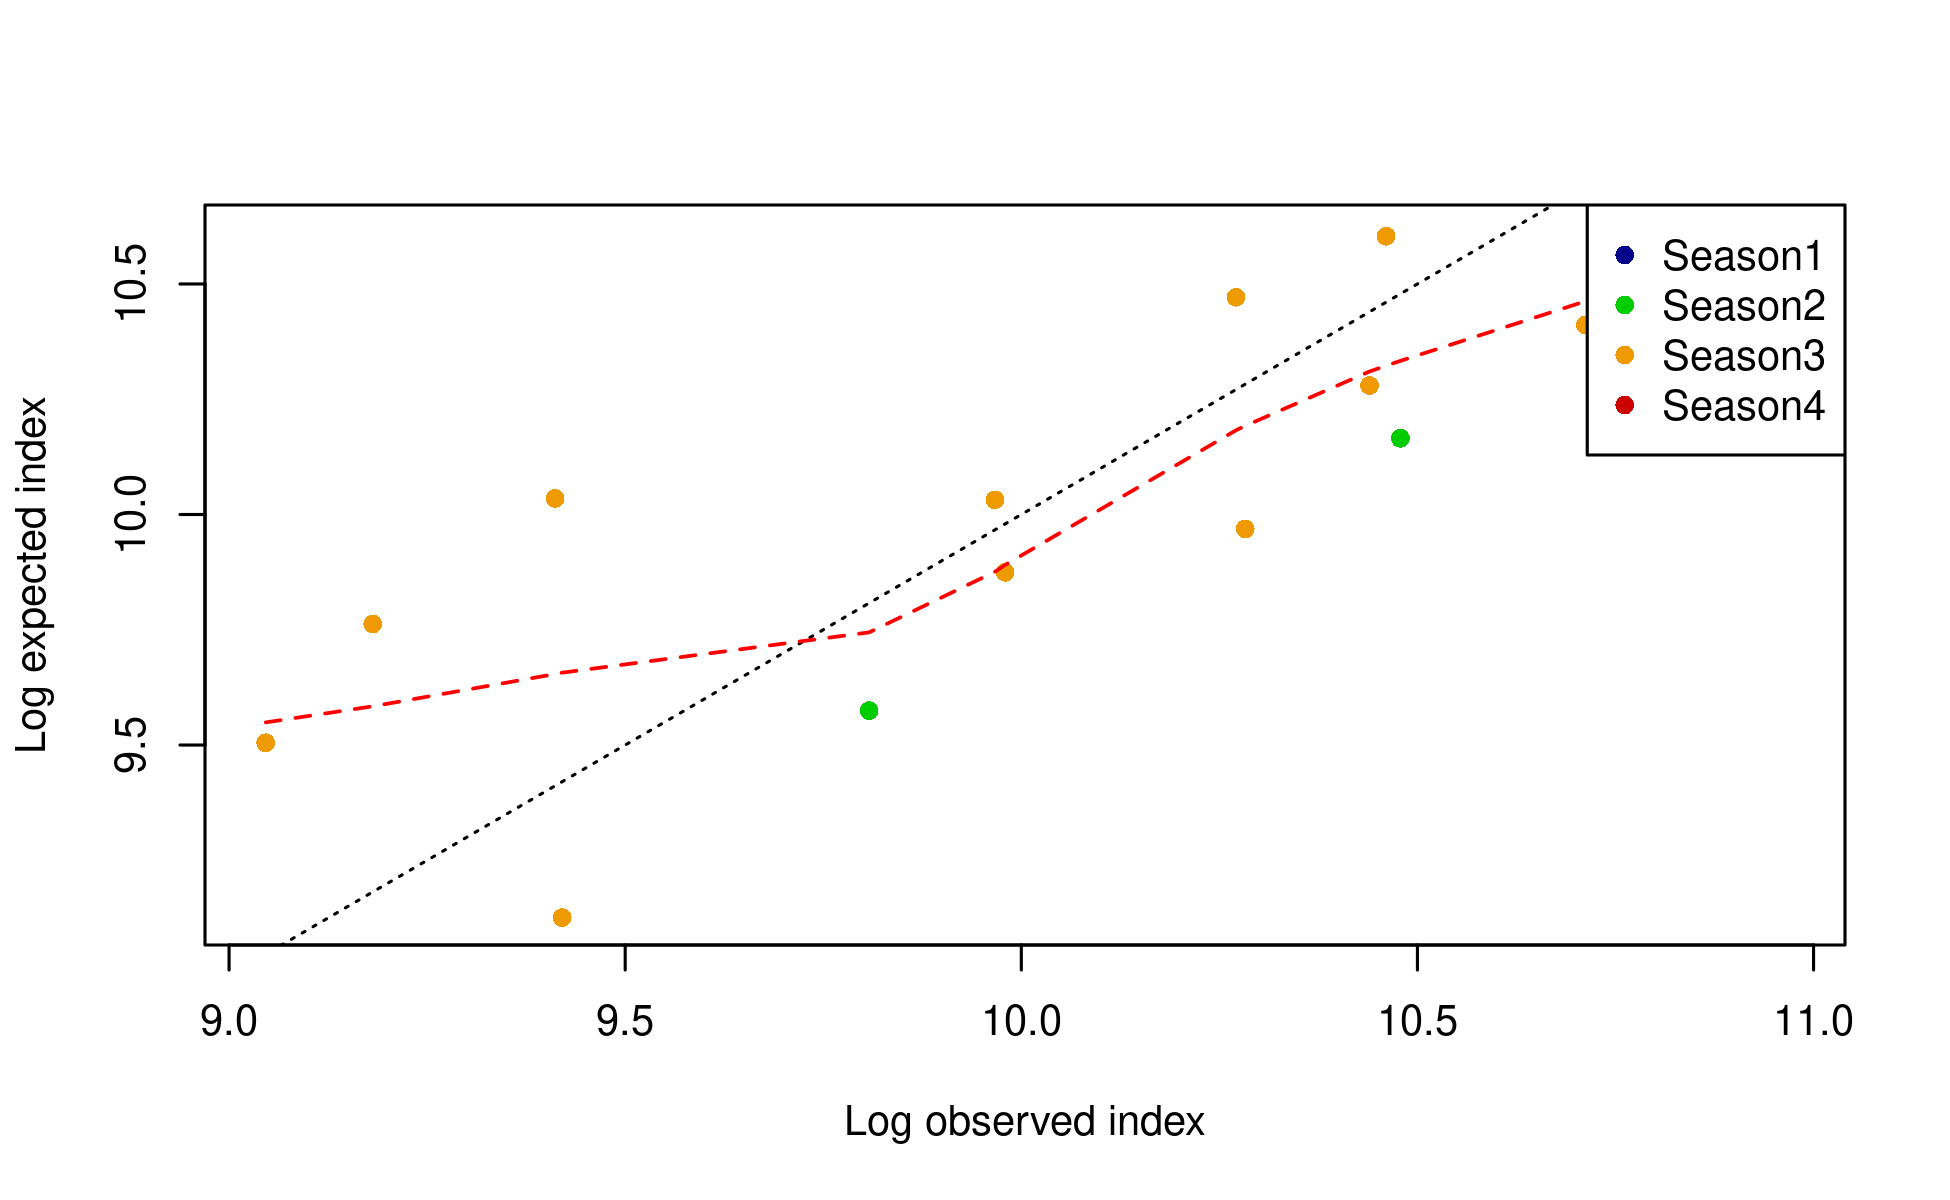 Log expected index
10.5
10.0
9.5
Season1
Season2
Season3
Season4
9.0 9.5 10.0 10.5 11.0
Log observed index